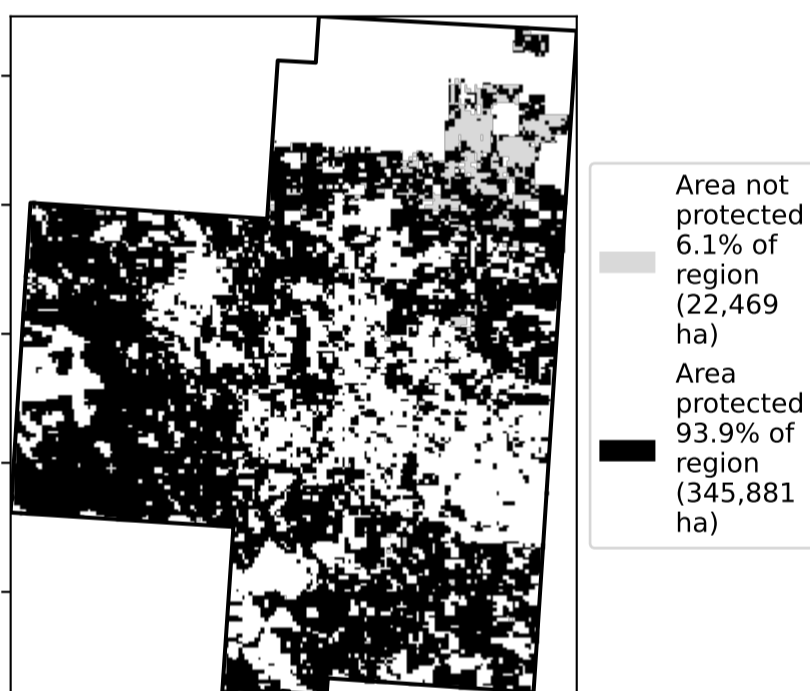 Area not
protected
6.1% of
region
(22,469
ha)
Area
protected
93.9% of
region
(345,881
ha)